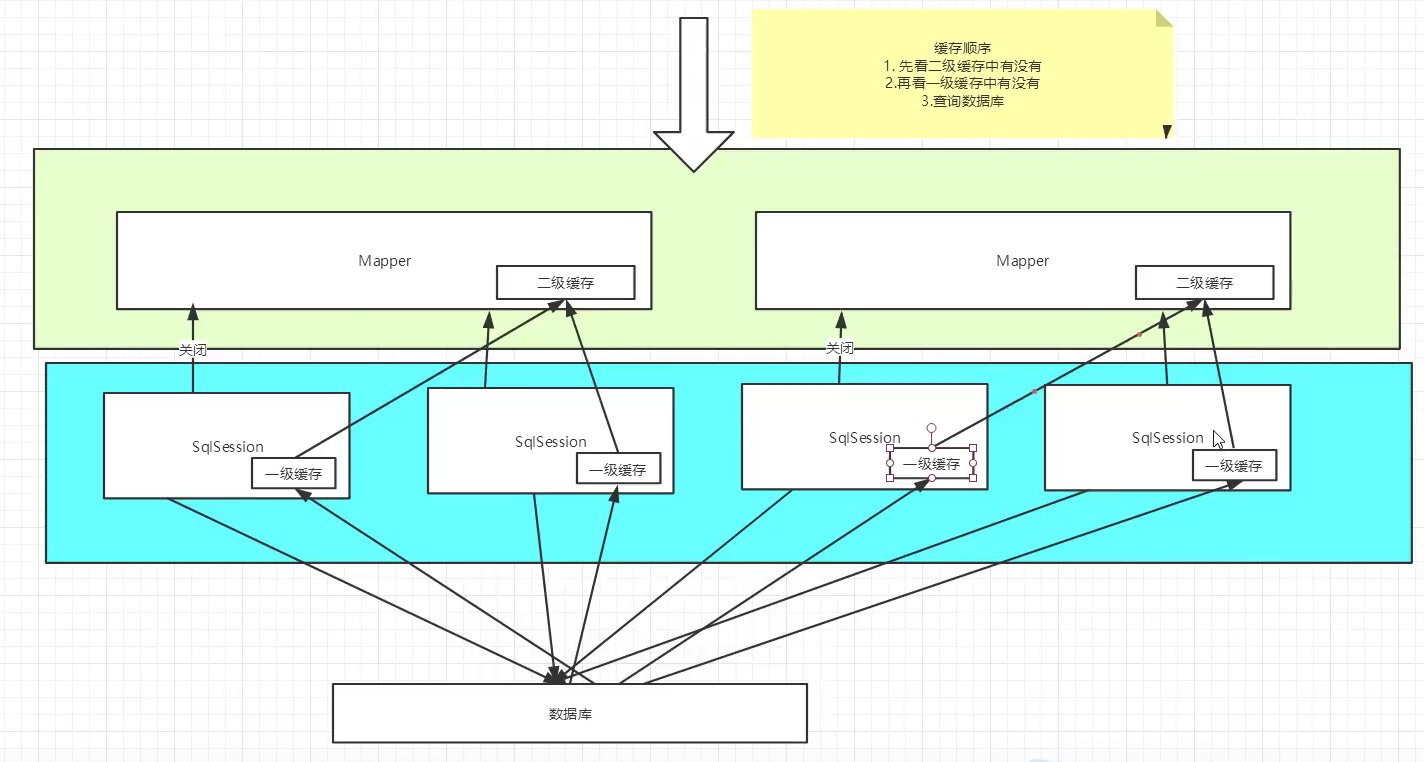 缓存顺序
1. 先看二级缓存中有没有
2.再看一级缓存中有没有
3.查询数据库
Mapper
二级缓存
Mapper
二级缓存
关闭
关闭
SqlSession
一级缓存
SqlSession
一级缓存
SqlSession
一级缓存
SqlSession
一级缓存
数据库